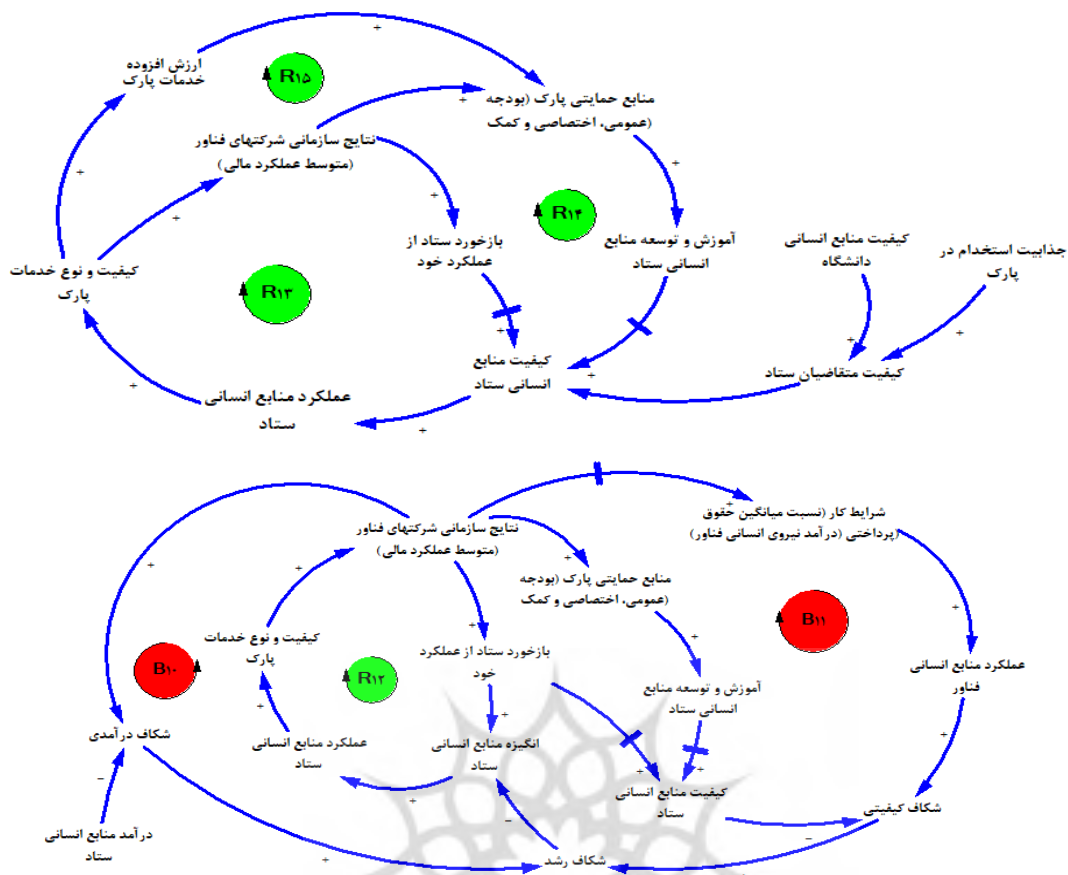 ارزش افزوده
خدمات پارک
+
R۱۵
منابع حمایتی پارک (بودجه
(عمومی، اختصاصی و کمک
+
نتایج سازمانی شرکتهای فناور
(متوسط عملکرد مالی)
+
+
+
+
R۱۴
بازخورد ستاد از
عملکرد خود
آموزش و توسعه منابع
انسانی ستاد
کیفیت منابع انسانی
دانشگاه
جذابیت استخدام در
پارک
کیفیت و نوع خدمات
پارک
R۱۳
+
+
+
کیفیت منابع
انسانی ستاد
+
کیفیت متقاضیان ستاد
+
عملکرد منابع انسانی
ستاد
+
نتایج سازمانی شرکتهای فناور
(متوسط عملکرد مالی)
+
شرایط کار (نسبت میانگین حقوق
(پرداختی (درآمد نیروی انسانی فناور)
+
+
+
منابع حمایتی پارک (بودجه
(عمومی، اختصاصی و کمک
B۱۱
+
کیفیت و نوع خدمات
پارک
+
بازخورد ستاد از عملکرد
خود
+
عملکرد منابع انسانی
فناور
B۱۰
R۱۲
آموزش و توسعه منابع
انسانی ستاد
+
+
+
شکاف درآمدی
عملکرد منابع انسانی
ستاد
انگیزه منابع انسانی
ستاد
+
+
−
+
کیفیت منابع انسانی
ستاد
شکاف کیفیتی
درآمد منابع انسانی
ستاد
−
−
+
شکاف رشد
+